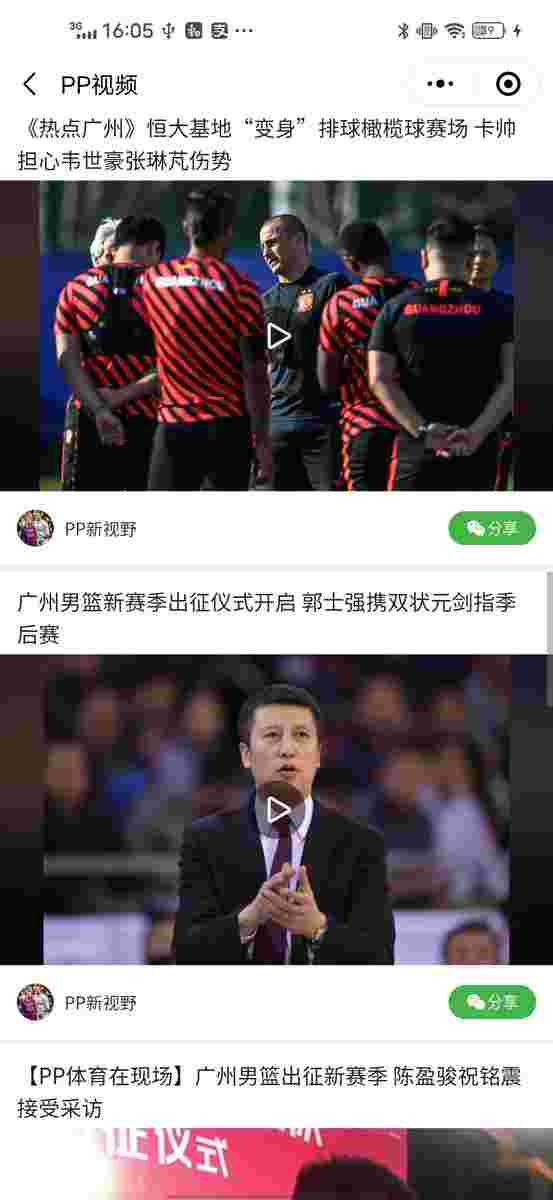 3G 16:05
PP视频
《热点广州》恒大基地“变身”排球橄榄球赛场 卡帅
担心韦世豪张琳芃伤势
GUANGZHOU
GUANGZHOU
PP新视野
分享
广州男篮新赛季出征仪式开启 郭士强携双状元剑指季
后赛
PP新视野
分享
【PP体育在现场】广州男篮出征新赛季 陈盈骏祝铭震
接受采访
征仪式